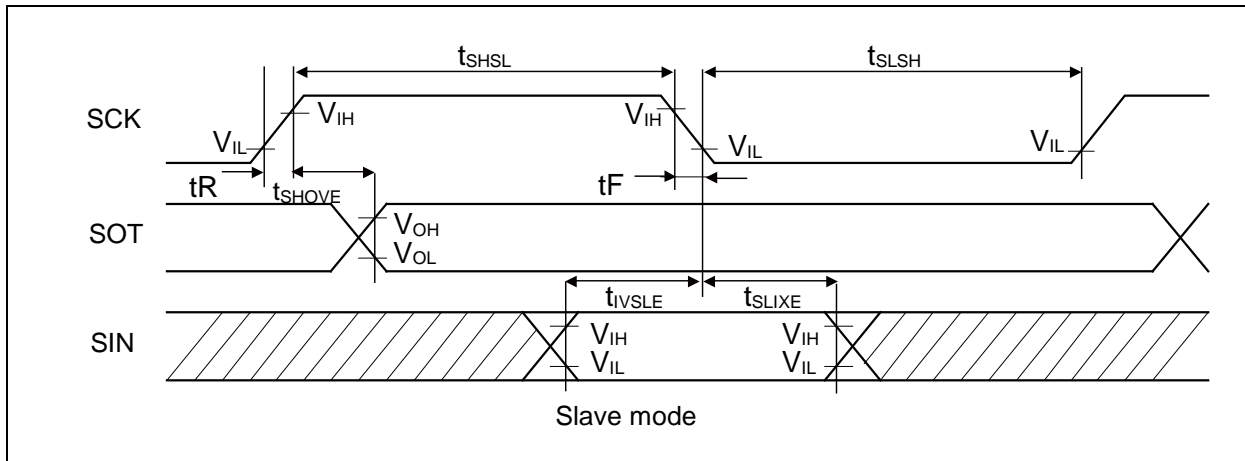 tSHSL
tSLSH
SCK
VIH
VIH
VIL
VIL
VIL
tR
tSHOVE
tF
SOT
VOH
VOL
tIVSLE
tSLIXE
SIN
VIH
VIH
VIL
VIL
Slave mode